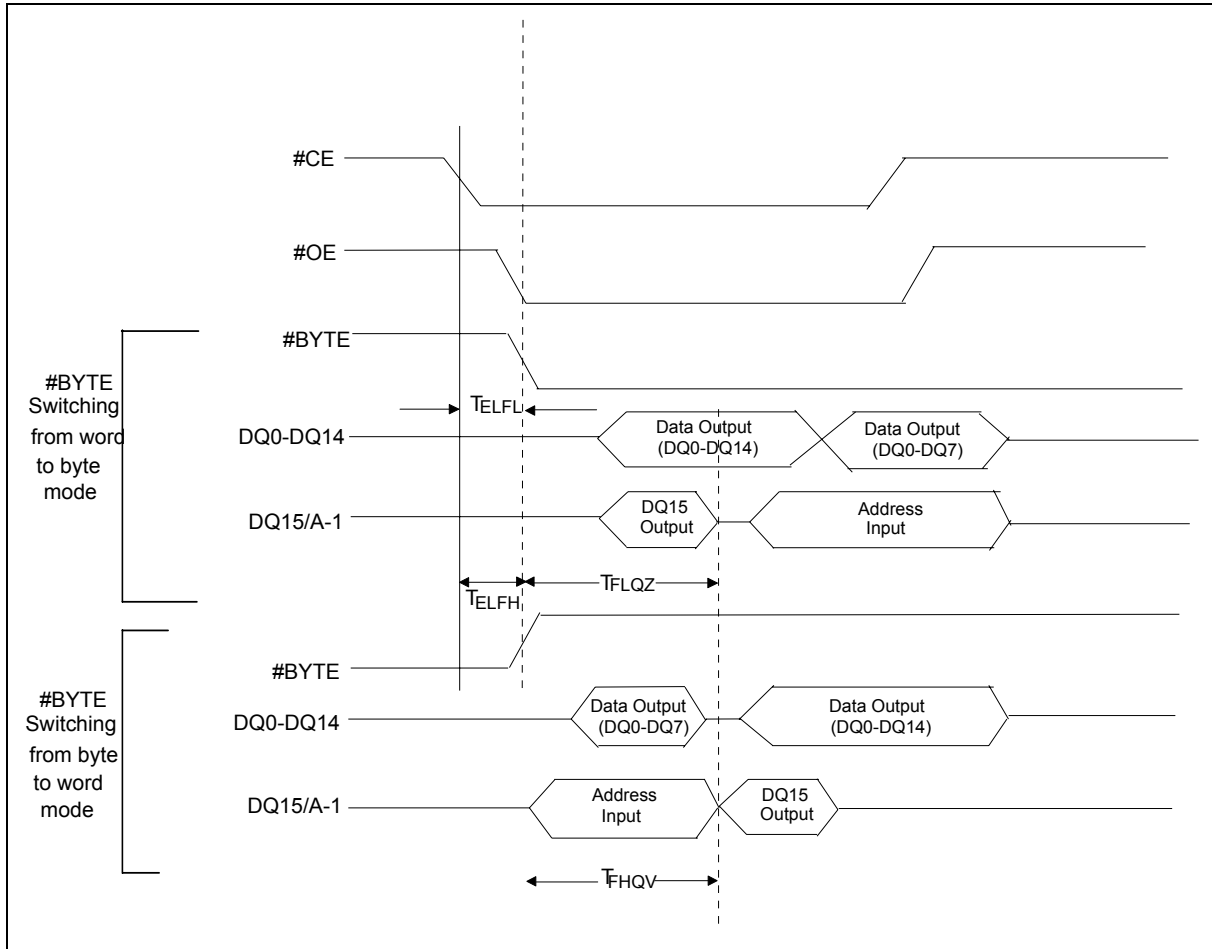 #CE
#OE
#BYTE
#BYTE
Switching
from word
to byte
mode
TELFL
DQ0-DQ14
Data Output
(DQ0-DQ14)
Data Output
(DQ0-DQ7)
DQ15/A-1
DQ15
Output
Address
Input
TELFH
TFLQZ
#BYTE
#BYTE
Switching
from byte
to word
mode
DQ0-DQ14
Data Output
(DQ0-DQ7)
Data Output
(DQ0-DQ14)
DQ15/A-1
Address
Input
DQ15
Output
TFHQV